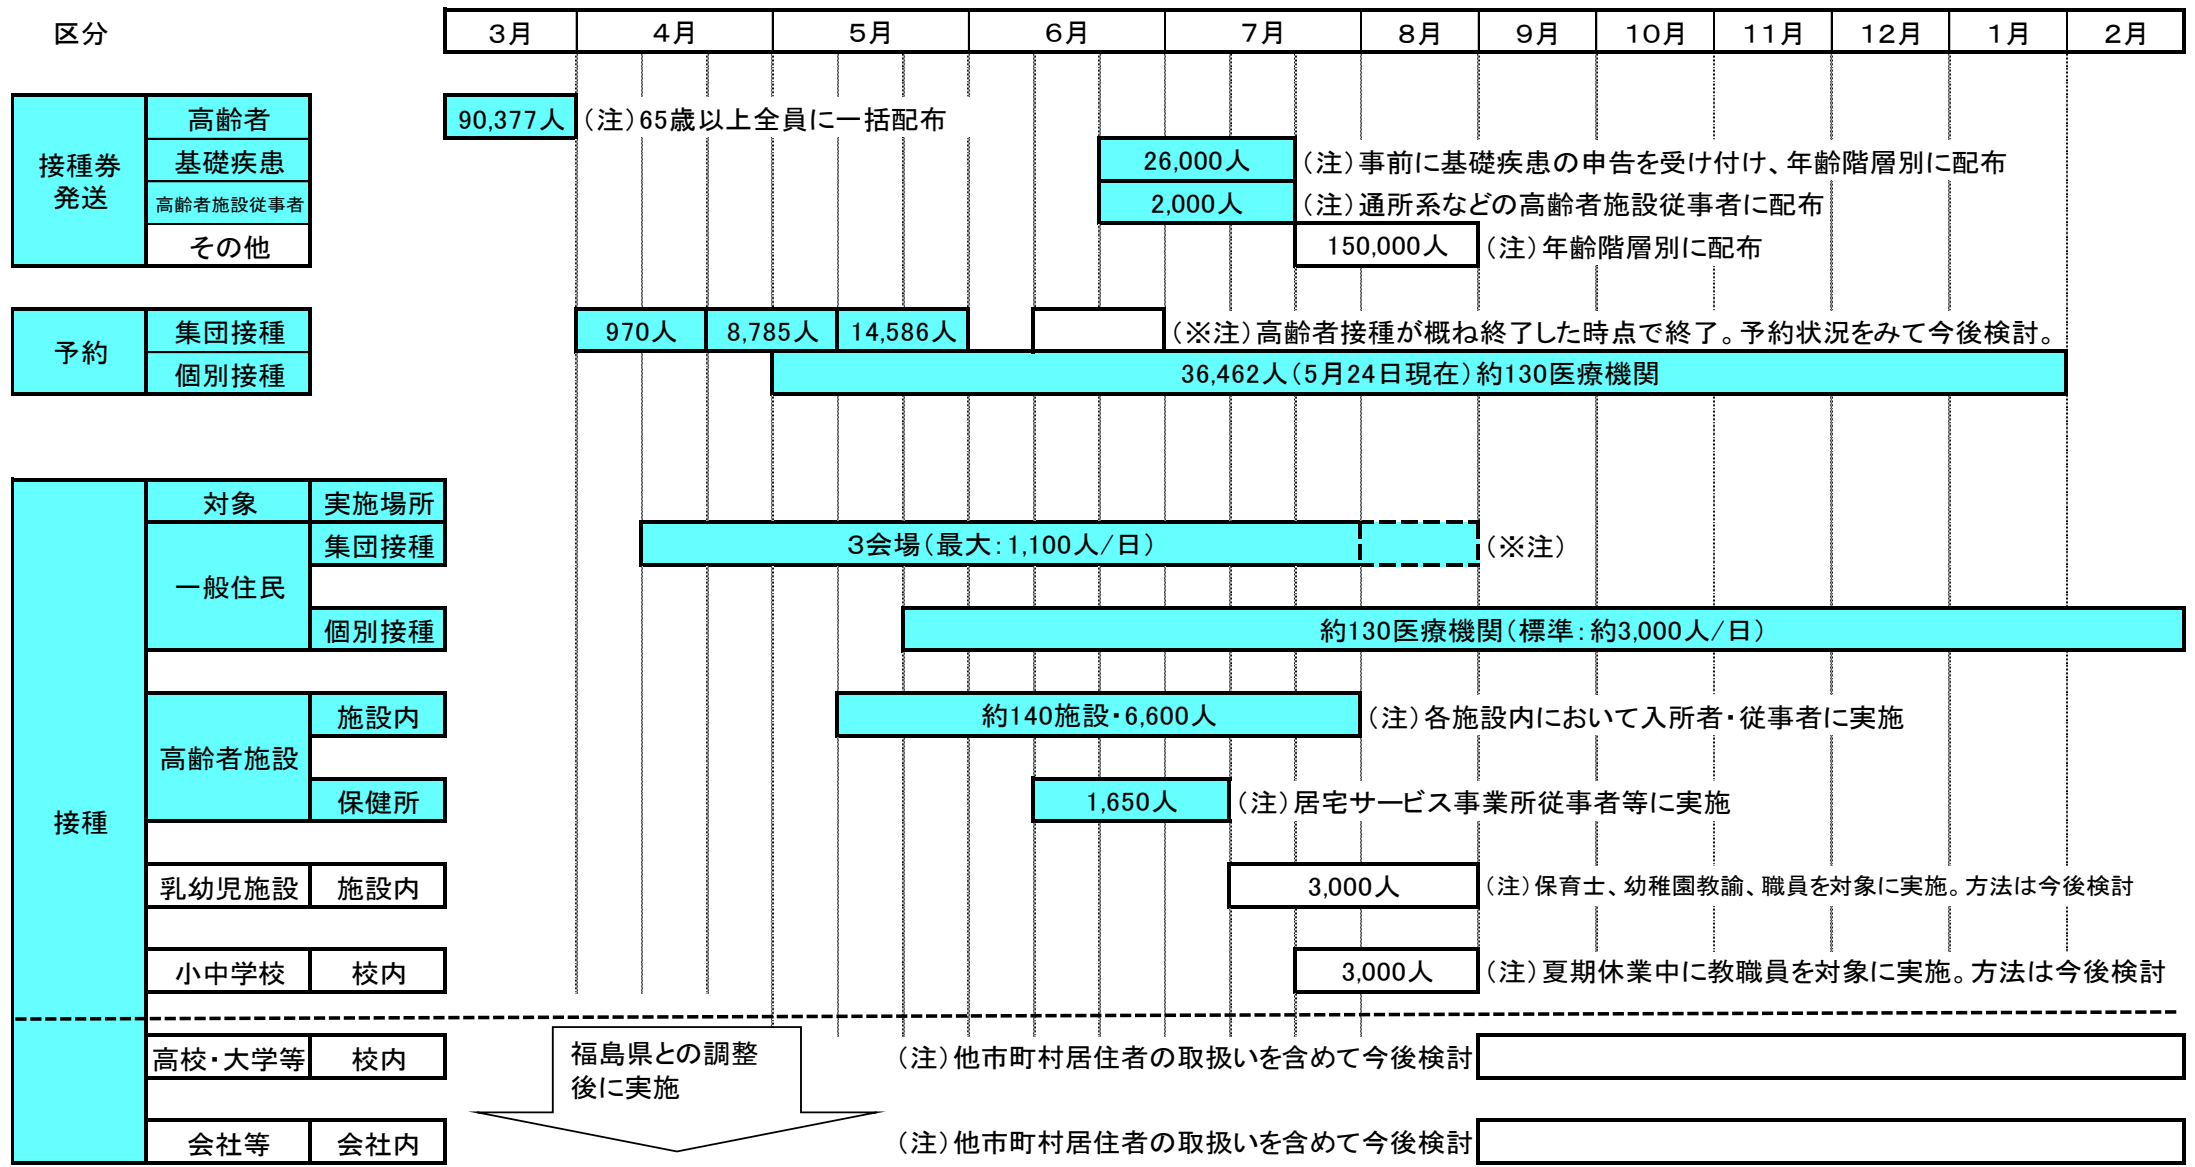 区分
3月 4月 5月 6月 7月 8月 9月 10月 11月 12月 1月 2月
接種券
発送
高齢者 90,377人 (注)65歳以上全員に一括配布
基礎疾患 26,000人 (注)事前に基礎疾患の申告を受け付け、年齢階層別に配布
高齢者施設従事者 2,000人 (注)通所系などの高齢者施設従事者に配布
その他 150,000人 (注)年齢階層別に配布
予約
集団接種 970人 8,785人 14,586人 (※注)高齢者接種が概ね終了した時点で終了。予約状況をみて今後検討。
個別接種 36,462人(5月24日現在)約130医療機関
接種
対象 実施場所
一般住民
集団接種 3会場(最大:1,100人/日) (※注)
個別接種 約130医療機関(標準:約3,000人/日)
高齢者施設
施設内 約140施設・6,600人 (注)各施設内において入所者・従事者に実施
保健所 1,650人 (注)居宅サービス事業所従事者等に実施
乳幼児施設 施設内 3,000人 (注)保育士、幼稚園教諭、職員を対象に実施。方法は今後検討
小中学校 校内 3,000人 (注)夏期休業中に教職員を対象に実施。方法は今後検討
福島県との調整
後に実施
高校・大学等 校内 (注)他市町村居住者の取扱いを含めて今後検討
会社等 会社内 (注)他市町村居住者の取扱いを含めて今後検討